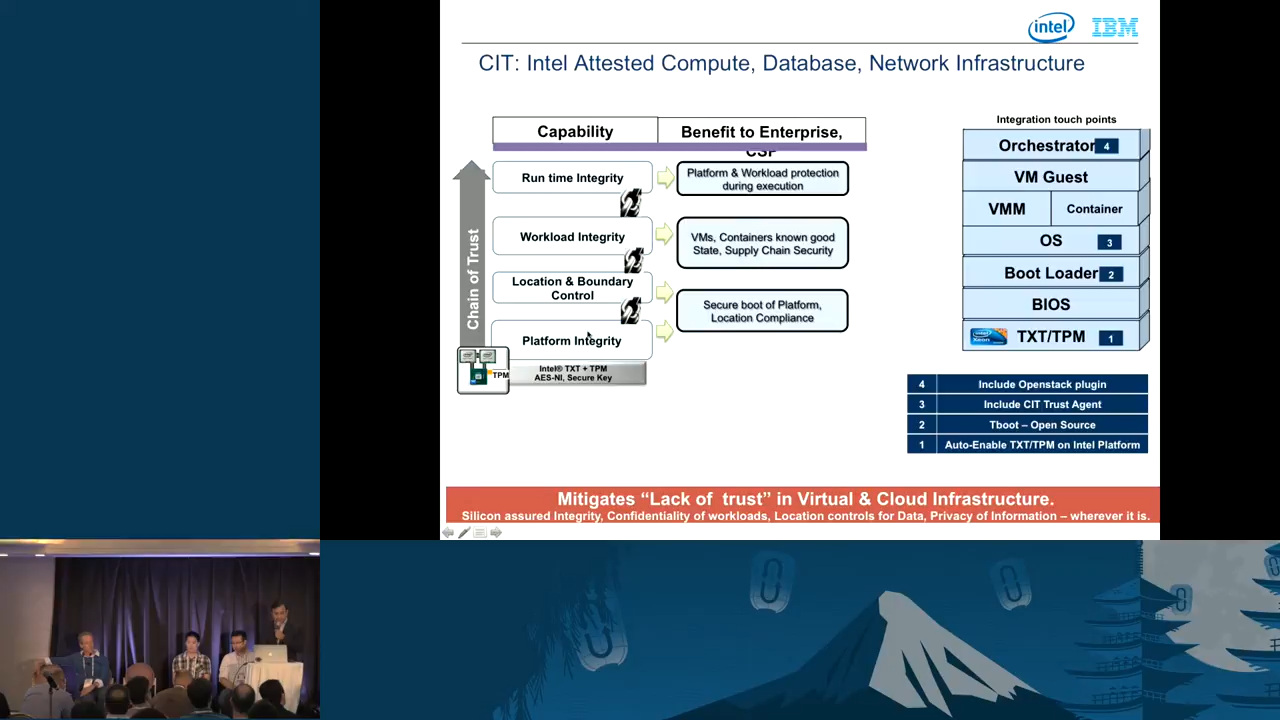 intel
IBM
CIT: Intel Attested Compute, Database, Network Infrastructure
Capability
Benefit to Enterprise,
CSP
Chain of Trust
Run time Integrity
Platform & Workload protection
during execution
Workload Integrity
VMs, Containers known good
State, Supply Chain Security
Location & Boundary
Control
Secure boot of Platform,
Location Compliance
Platform Integrity
TPM
Intel® TXT + TPM
AES-NI, Secure Key
Integration touch points
Orchestrator 4
VM Guest
VMM
Container
OS 3
Boot Loader 2
BIOS
TXT/TPM 1
4 Include Openstack plugin
3 Include CIT Trust Agent
2 Tboot – Open Source
1 Auto-Enable TXT/TPM on Intel Platform
Mitigates “Lack of trust” in Virtual & Cloud Infrastructure.
Silicon assured Integrity, Confidentiality of workloads, Location controls for Data, Privacy of Information – wherever it is.